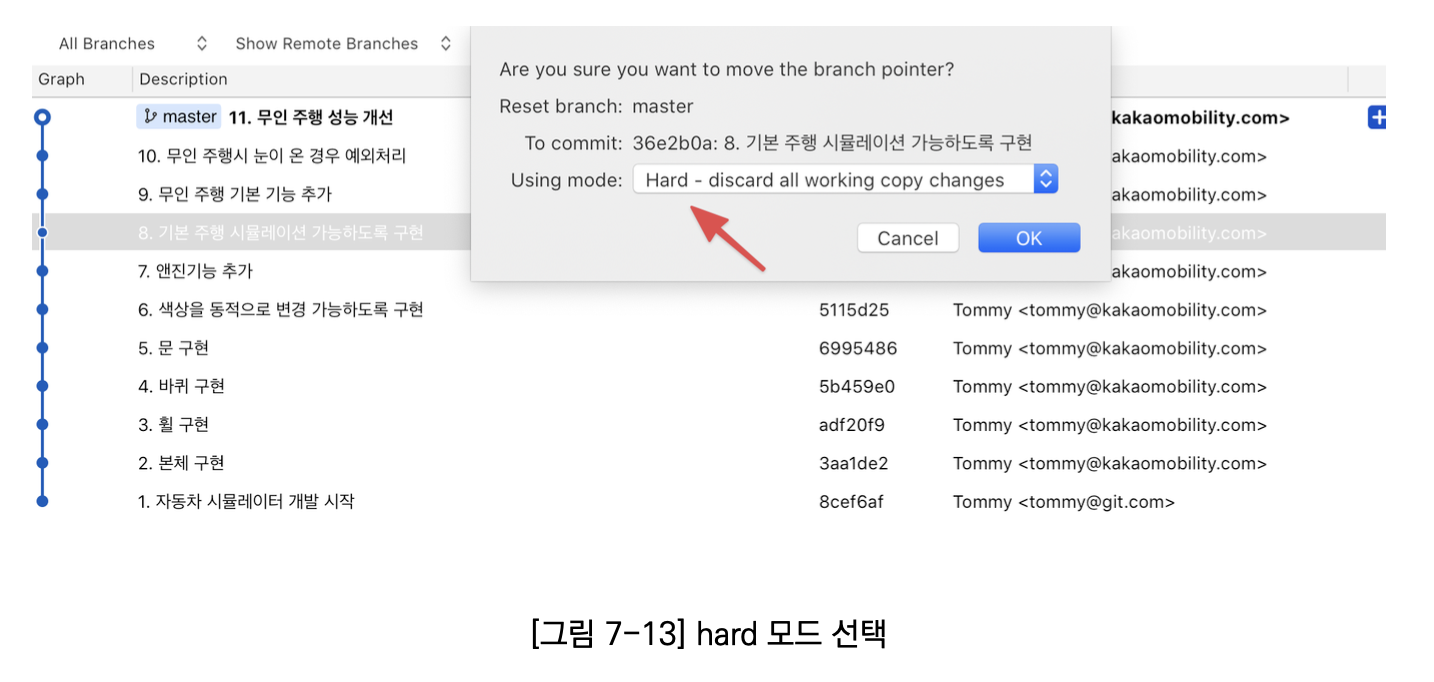 All Branches Show Remote Branches
Are you sure you want to move the branch pointer?
Reset branch: master
To commit: 36e2b0a: 8. 기본 주행 시뮬레이션 가능하도록 구현
Using mode: Hard - discard all working copy changes
Cancel OK
Graph Description
master 11. 무인 주행 성능 개선 kakaomobility.com>
10. 무인 주행시 눈이 온 경우 예외처리 akaomobility.com>
9. 무인 주행 기본 기능 추가 akaomobility.com>
8. 기본 주행 시뮬레이션 가능하도록 구현 akaomobility.com>
7. 앤진기능 추가 akaomobility.com>
6. 색상을 동적으로 변경 가능하도록 구현 5115d25 Tommy <tommy@kakaomobility.com>
5. 문 구현 6995486 Tommy <tommy@kakaomobility.com>
4. 바퀴 구현 5b459e0 Tommy <tommy@kakaomobility.com>
3. 휠 구현 adf20f9 Tommy <tommy@kakaomobility.com>
2. 본체 구현 3aa1de2 Tommy <tommy@kakaomobility.com>
1. 자동차 시뮬레이터 개발 시작 8cef6af Tommy <tommy@git.com>
[그림 7-13] hard 모드 선택